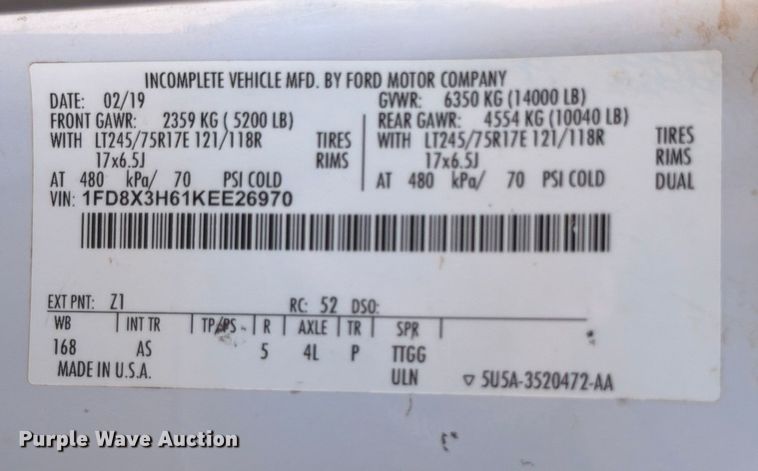 INCOMPLETE VEHICLE MFD. BY FORD MOTOR COMPANY
DATE: 02/19 GVWR: 6350 KG (14000 LB)
FRONT GAWR: 2359 KG ( 5200 LB) REAR GAWR: 4554 KG (10040 LB)
WITH LT245/75R17E 121/118R TIRES WITH LT245/75R17E 121/118R TIRES
17x6.5J RIMS 17x6.5J RIMS
AT 480 kPa/ 70 PSI COLD AT 480 kPa/ 70 PSI COLD DUAL
VIN: 1FD8X3H61KEE26970
EXT PNT: Z1 RC: 52 DSO:
WB INT TR TP/PS R AXLE TR SPR
168 AS 5 4L P TTGG
MADE IN U.S.A. ULN ▽ 5U5A-3520472-AA
Purple Wave Auction